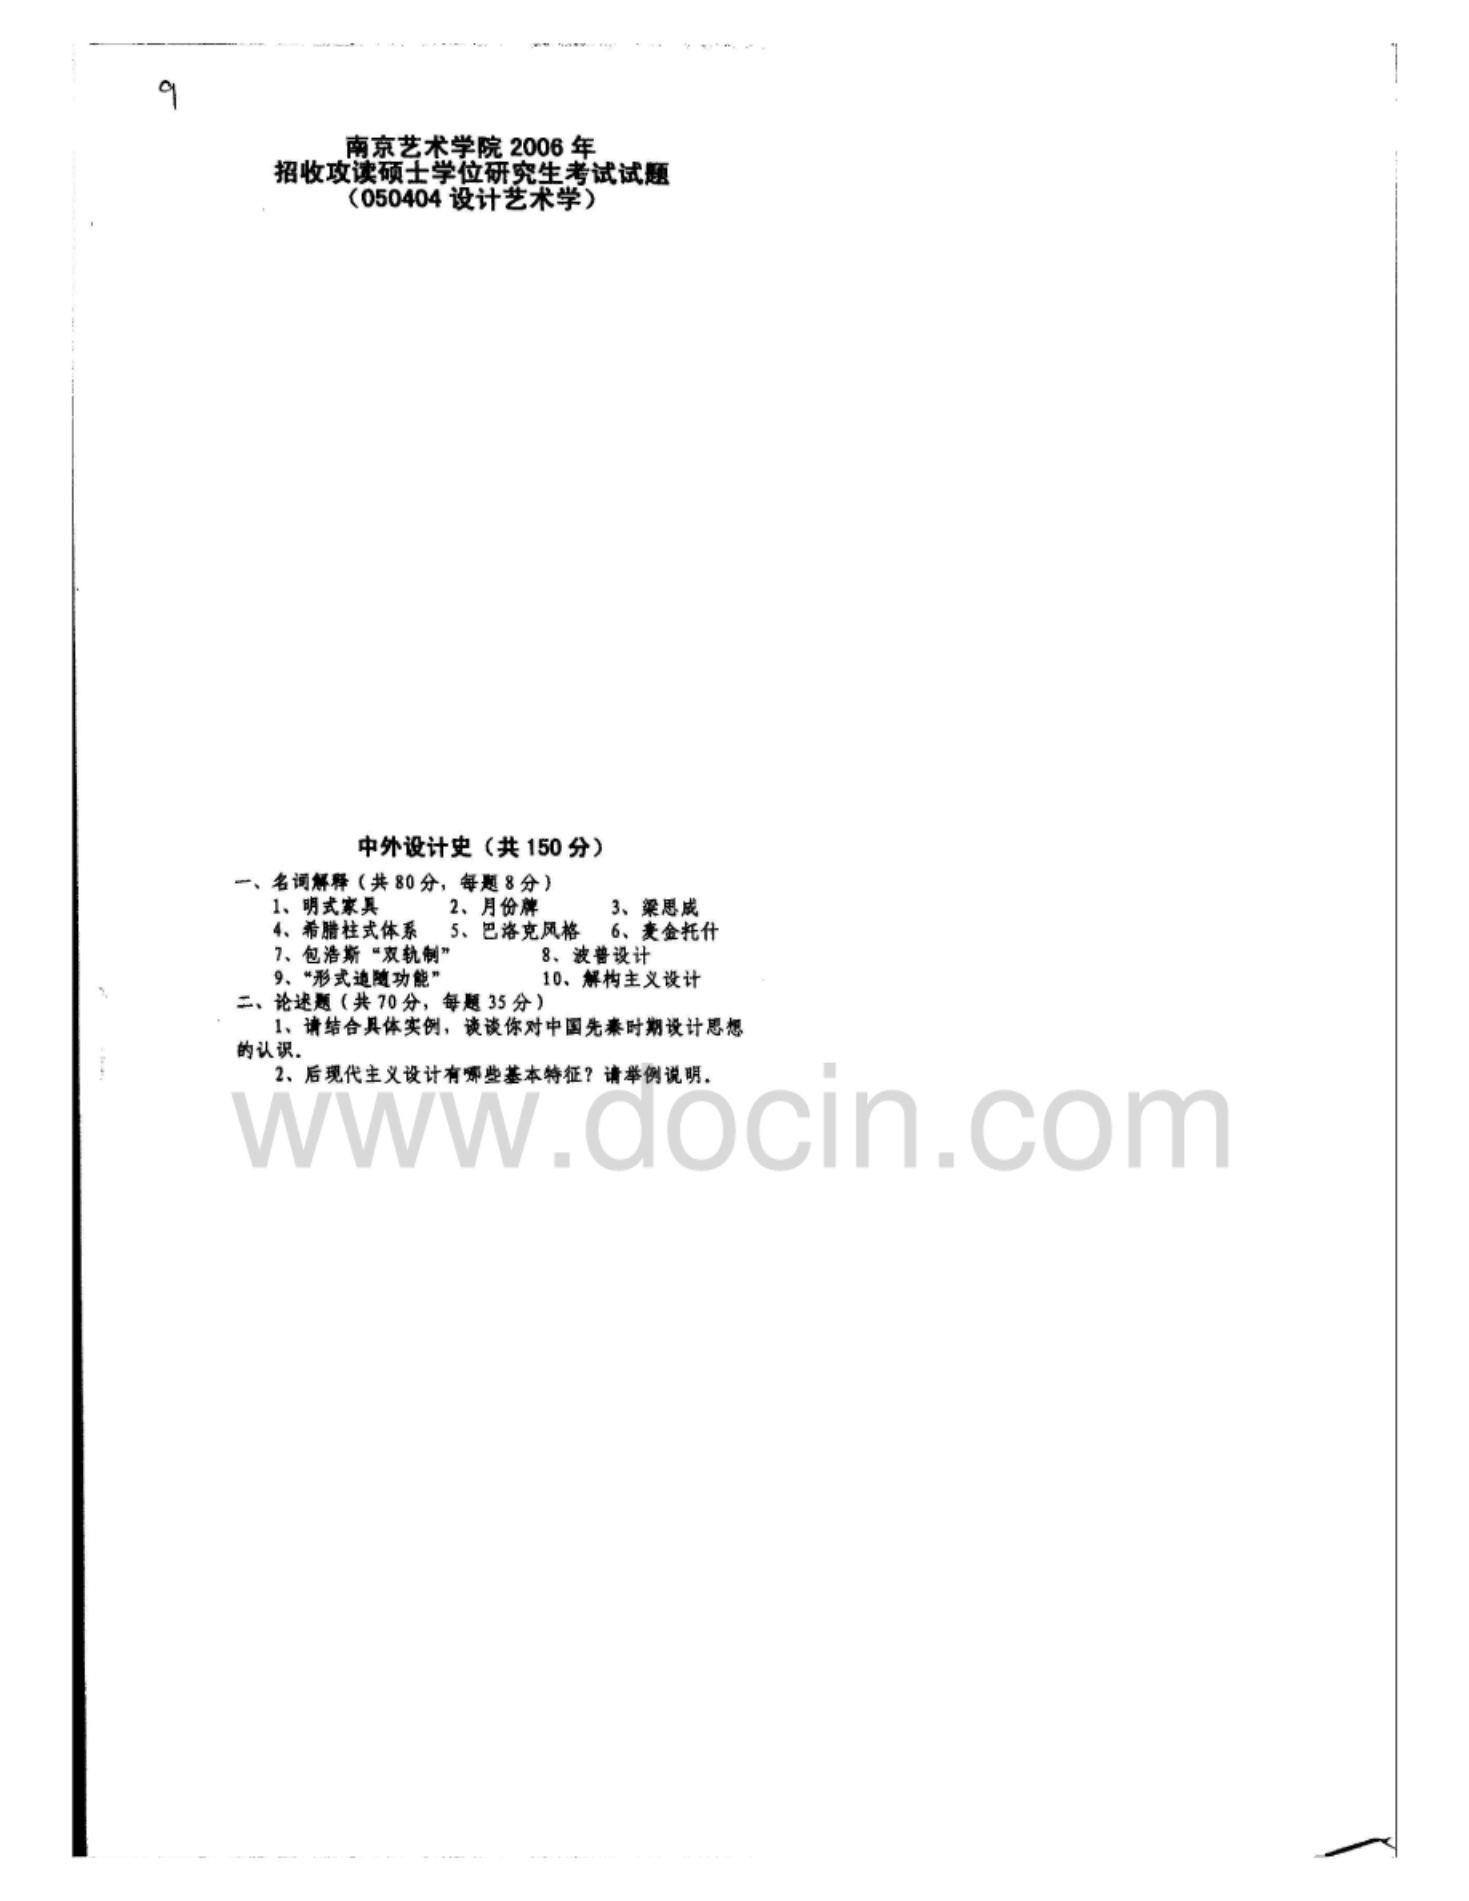 9
南京艺术学院 2006 年
招收攻读硕士学位研究生考试试题
（050404 设计艺术学）
中外设计史（共 150 分）
一、名词解释（共 80 分，每题 8 分）
1、明式家具 2、月份牌 3、梁思成
4、希腊柱式体系 5、巴洛克风格 6、麦金托什
7、包浩斯“双轨制” 8、波普设计
9、“形式追随功能” 10、解构主义设计
二、论述题（共 70 分，每题 35 分）
1、请结合具体实例，谈谈你对中国先秦时期设计思想
的认识.
2、后现代主义设计有哪些基本特征？请举例说明.
www.docin.com